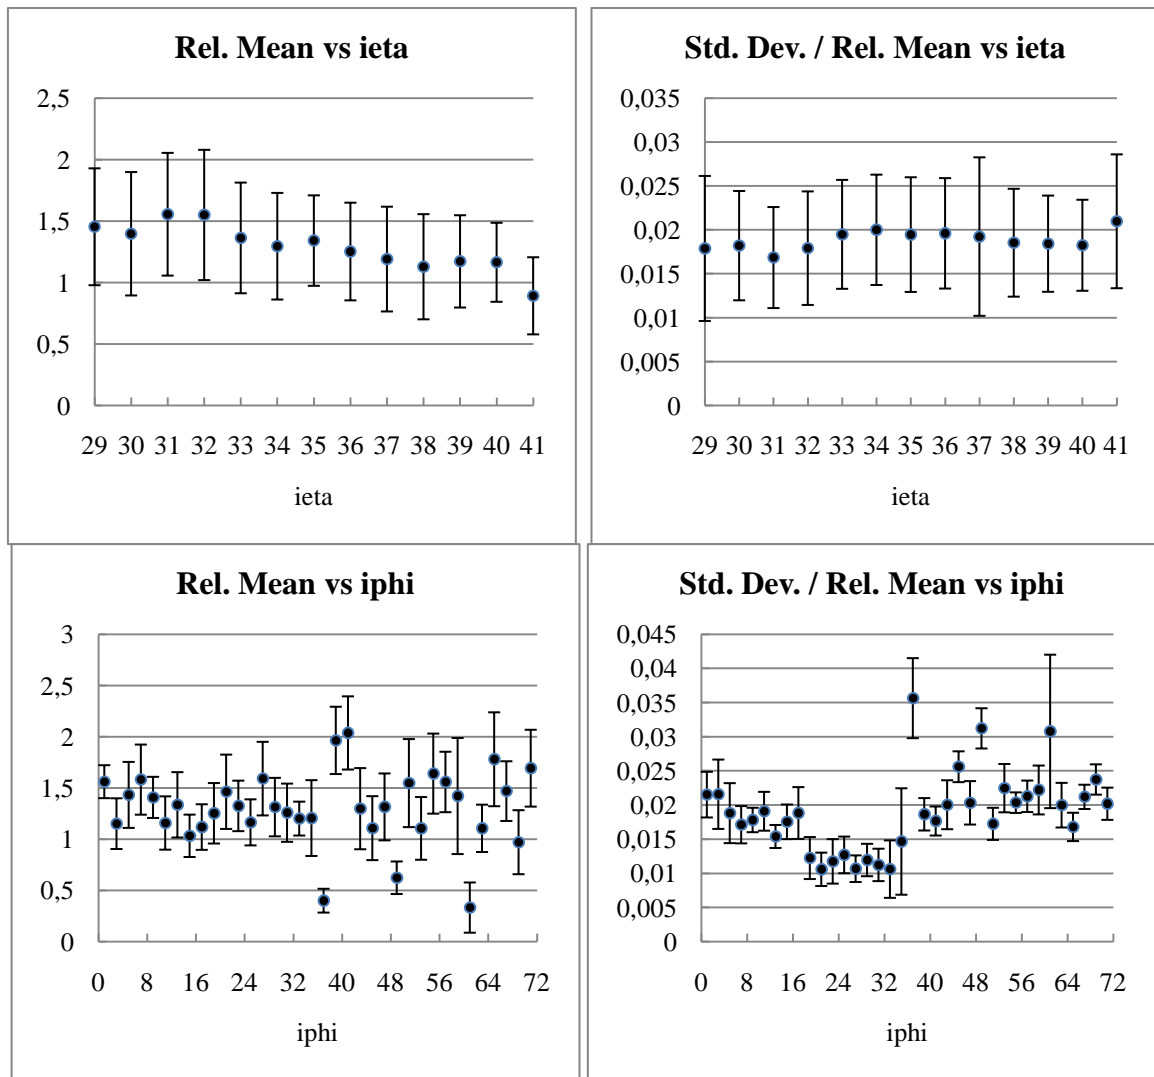 Rel. Mean vs ieta
2,5
2
1,5
1
0,5
0
29 30 31 32 33 34 35 36 37 38 39 40 41
ieta
Std. Dev. / Rel. Mean vs ieta
0,035
0,03
0,025
0,02
0,015
0,01
0,005
0
29 30 31 32 33 34 35 36 37 38 39 40 41
ieta
Rel. Mean vs iphi
3
2,5
2
1,5
1
0,5
0
0 8 16 24 32 40 48 56 64 72
iphi
Std. Dev. / Rel. Mean vs iphi
0,045
0,04
0,035
0,03
0,025
0,02
0,015
0,01
0,005
0
0 8 16 24 32 40 48 56 64 72
iphi